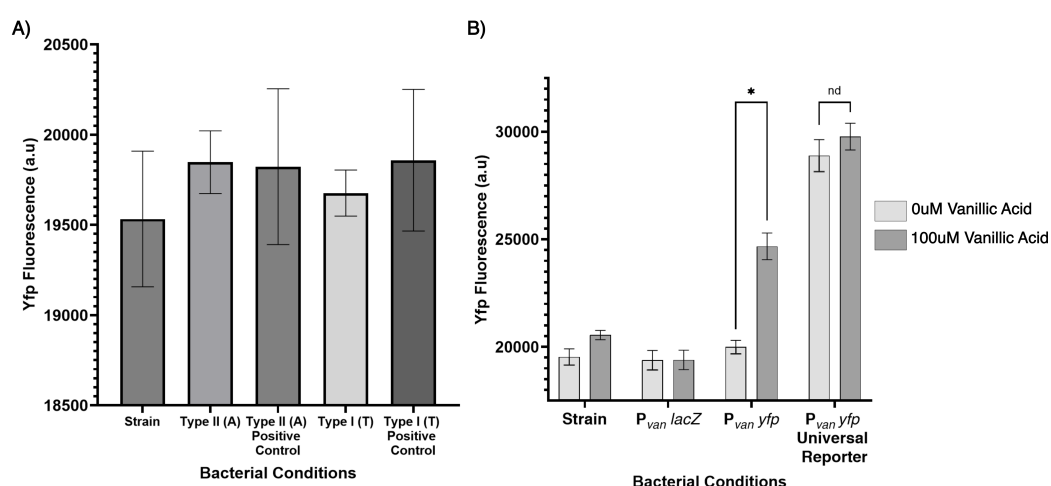 A)
20500
20000
19500
19000
18500
Yfp Fluorescence (a.u)
Strain
Type II (A)
Type II (A)
Positive
Control
Type I (T)
Type I (T)
Positive
Control
Bacterial Conditions
B)
30000
25000
20000
Yfp Fluorescence (a.u)
*
nd
Strain
Pvan lacZ
Pvan yfp
Pvan yfp
Universal
Reporter
Bacterial Conditions
0uM Vanillic Acid
100uM Vanillic Acid